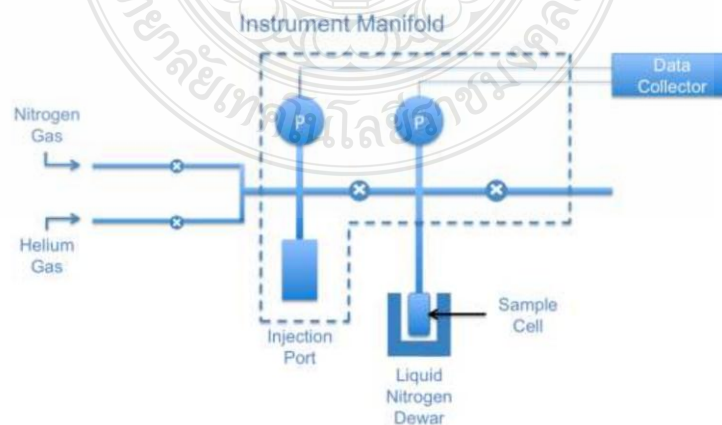 Instrument Manifold
Data
Collector
P
P
Nitrogen
Gas
Helium
Gas
Sample
Cell
Injection
Port
Liquid
Nitrogen
Dewar